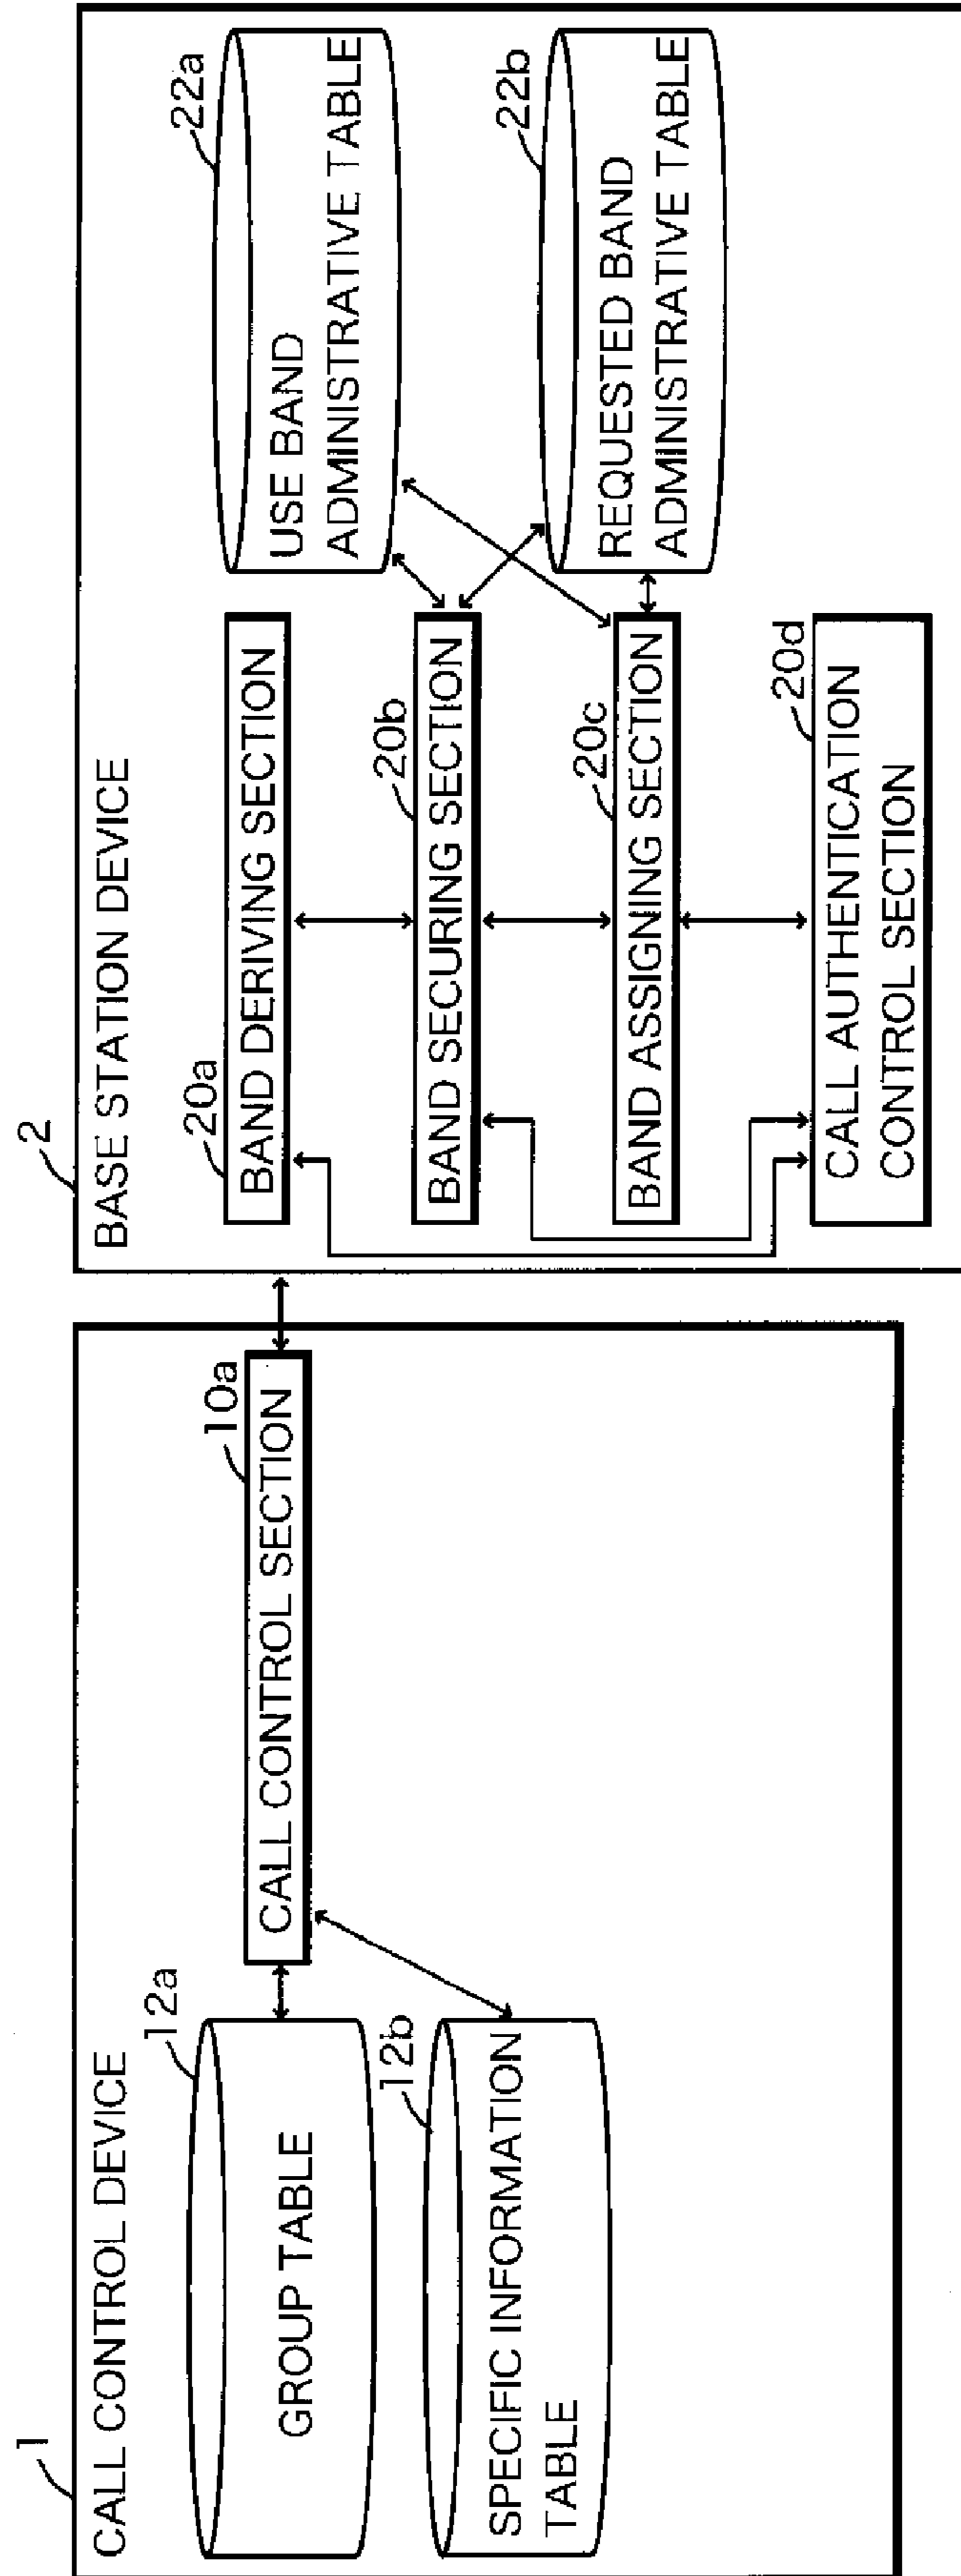 1
CALL CONTROL DEVICE
12a
GROUP TABLE
12b
SPECIFIC INFORMATION
TABLE
10a
CALL CONTROL SECTION
2
BASE STATION DEVICE
20a
BAND DERIVING SECTION
20b
BAND SECURING SECTION
20c
BAND ASSIGNING SECTION
20d
CALL AUTHENTICATION
CONTROL SECTION
22a
USE BAND
ADMINISTRATIVE TABLE
22b
REQUESTED BAND
ADMINISTRATIVE TABLE